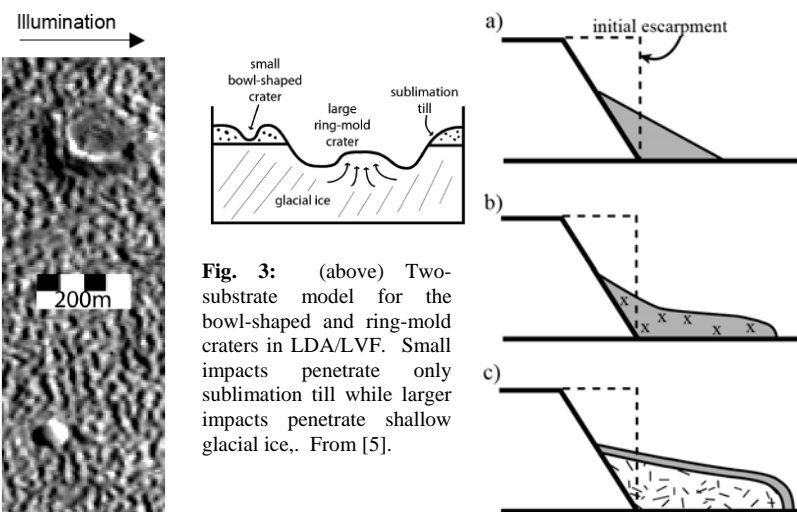 Illumination
200m
small
bowl-shaped
crater
large
ring-mold
crater
sublimation
till
glacial ice
Fig. 3: (above) Two-
substrate model for the
bowl-shaped and ring-mold
craters in LDA/LVF. Small
impacts penetrate only
sublimation till while larger
impacts penetrate shallow
glacial ice,. From [5].
a)
initial escarpment
b)
x
x
x
x
x
x
c)